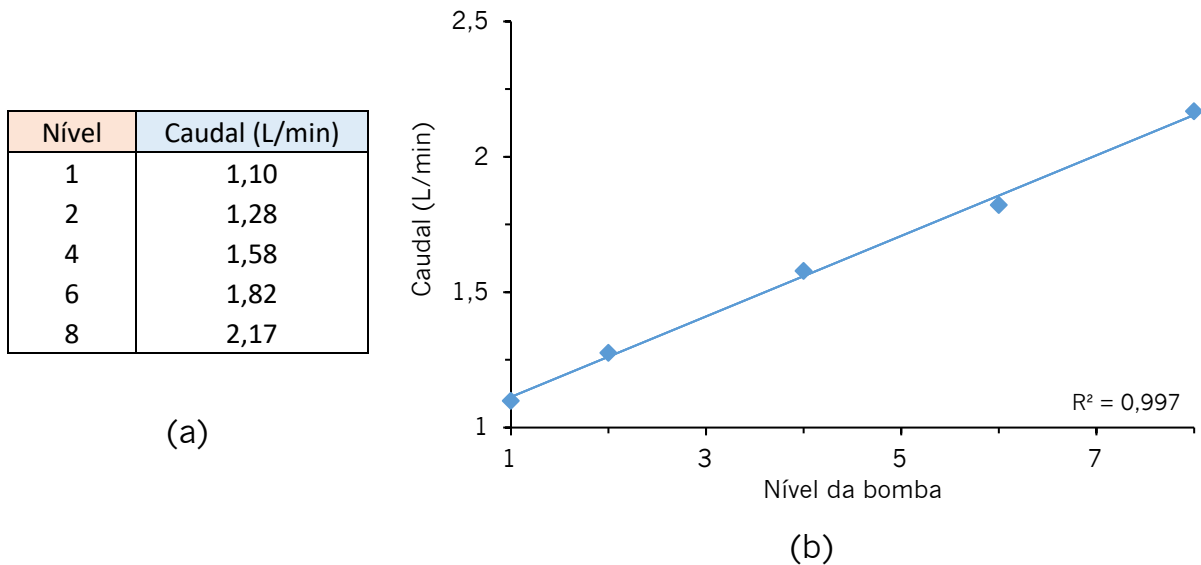 Nível Caudal (L/min)
1 1,10
2 1,28
4 1,58
6 1,82
8 2,17
(a)
2,5
2
1,5
1
Caudal (L/min)
R² = 0,997
1 3 5 7
Nível da bomba
(b)